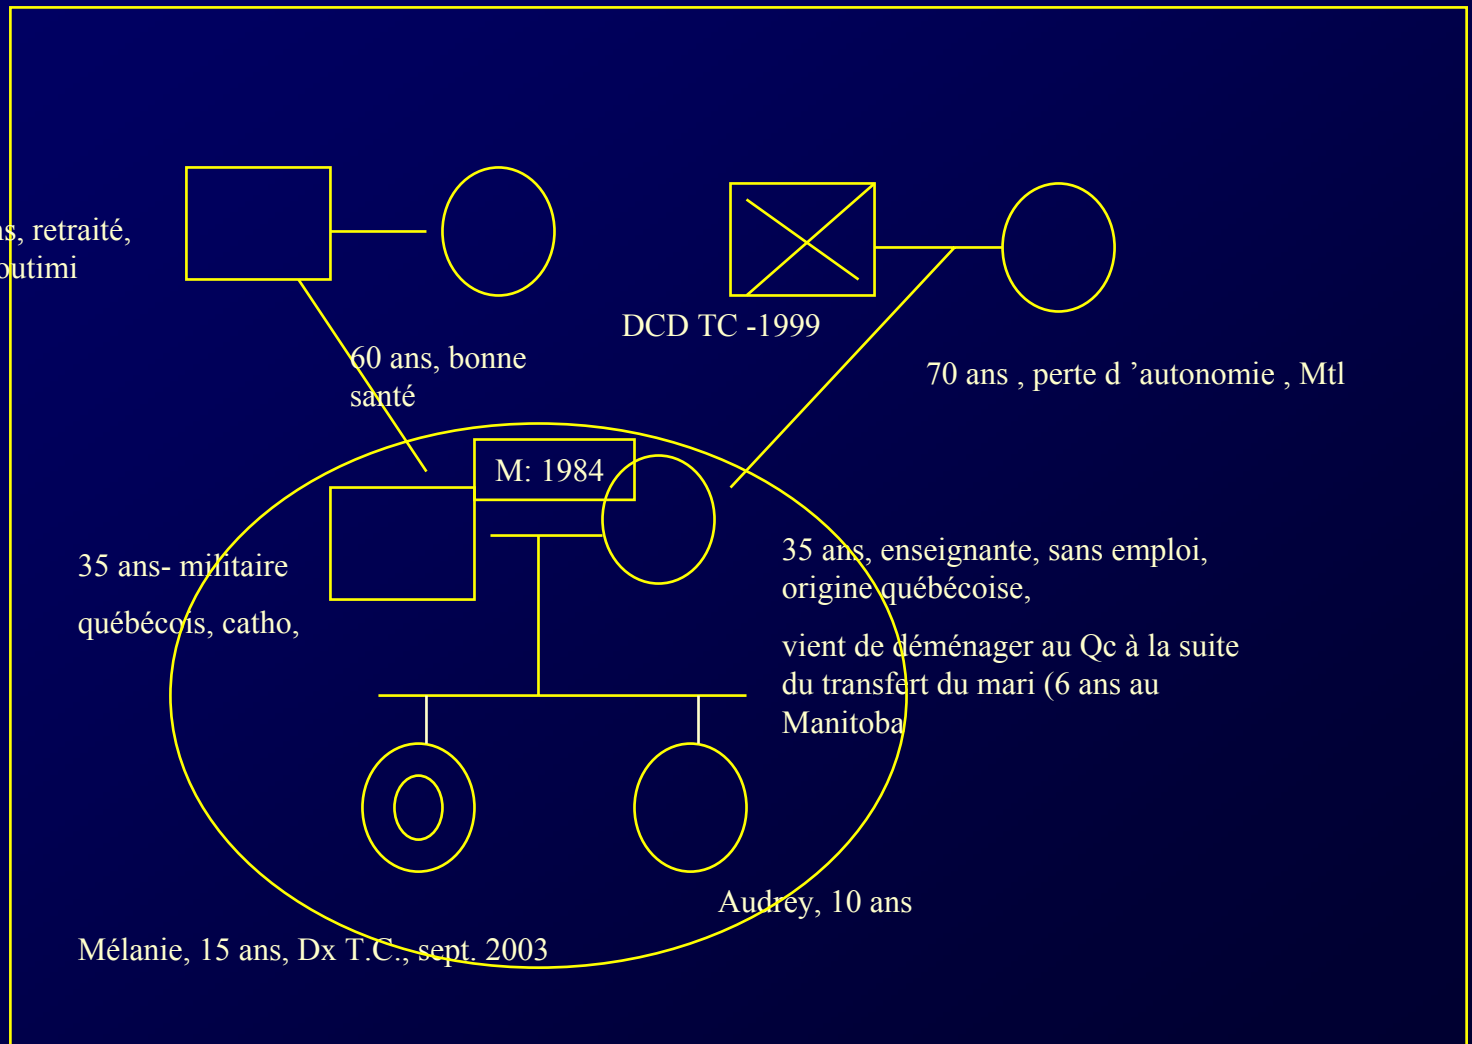 retraité,
DCD TC -1999
60 ans, bonne
santé
70 ans , perte d ’autonomie , Mtl
M: 1984
35 ans- militaire
québécois, catho,
35 ans, enseignante, sans emploi,
origine québécoise,
vient de déménager au Qc à la suite
du transfert du mari (6 ans au
Manitoba
Audrey, 10 ans
Mélanie, 15 ans, Dx T.C., sept. 2003